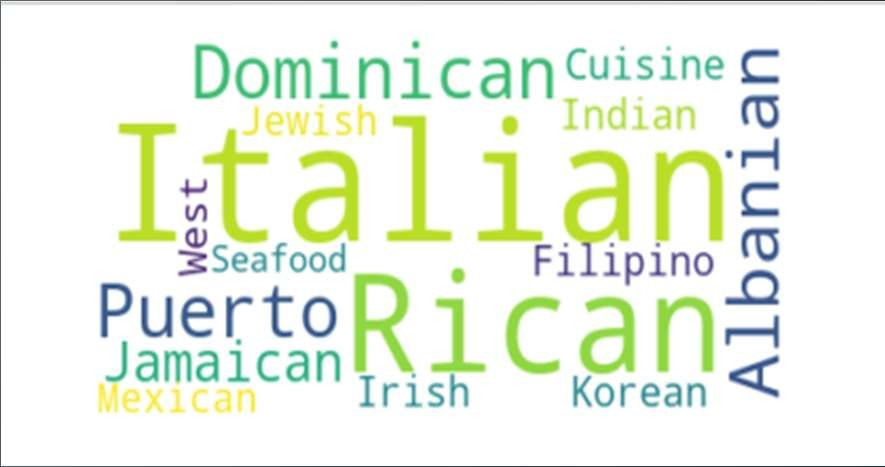 Dominican
Cuisine
Jewish
Indian
Italian
Albanian
West
Seafood
Filipino
Puerto
Rican
Jamaican
Mexican
Irish
Korean